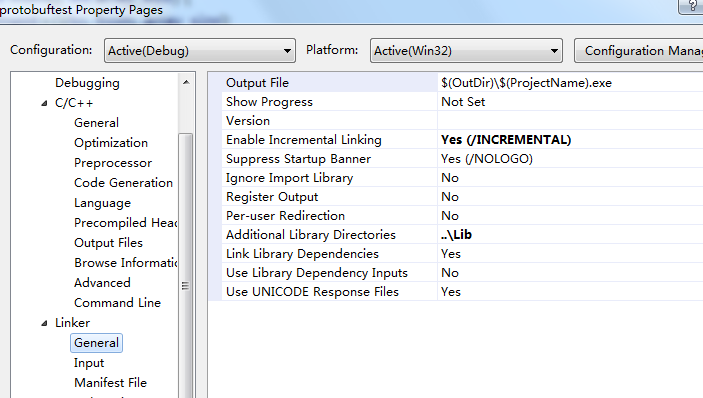 protobuftest Property Pages
?
Configuration: Active(Debug) Platform: Active(Win32) Configuration Manag
Debugging
C/C++
General
Optimization
Preprocessor
Code Generation
Language
Precompiled Head
Output Files
Browse Informatio
Advanced
Command Line
Linker
General
Input
Manifest File
Output File $(OutDir)\$(ProjectName).exe
Show Progress Not Set
Version
Enable Incremental Linking Yes (/INCREMENTAL)
Suppress Startup Banner Yes (/NOLOGO)
Ignore Import Library No
Register Output No
Per-user Redirection No
Additional Library Directories ..\Lib
Link Library Dependencies Yes
Use Library Dependency Inputs No
Use UNICODE Response Files Yes